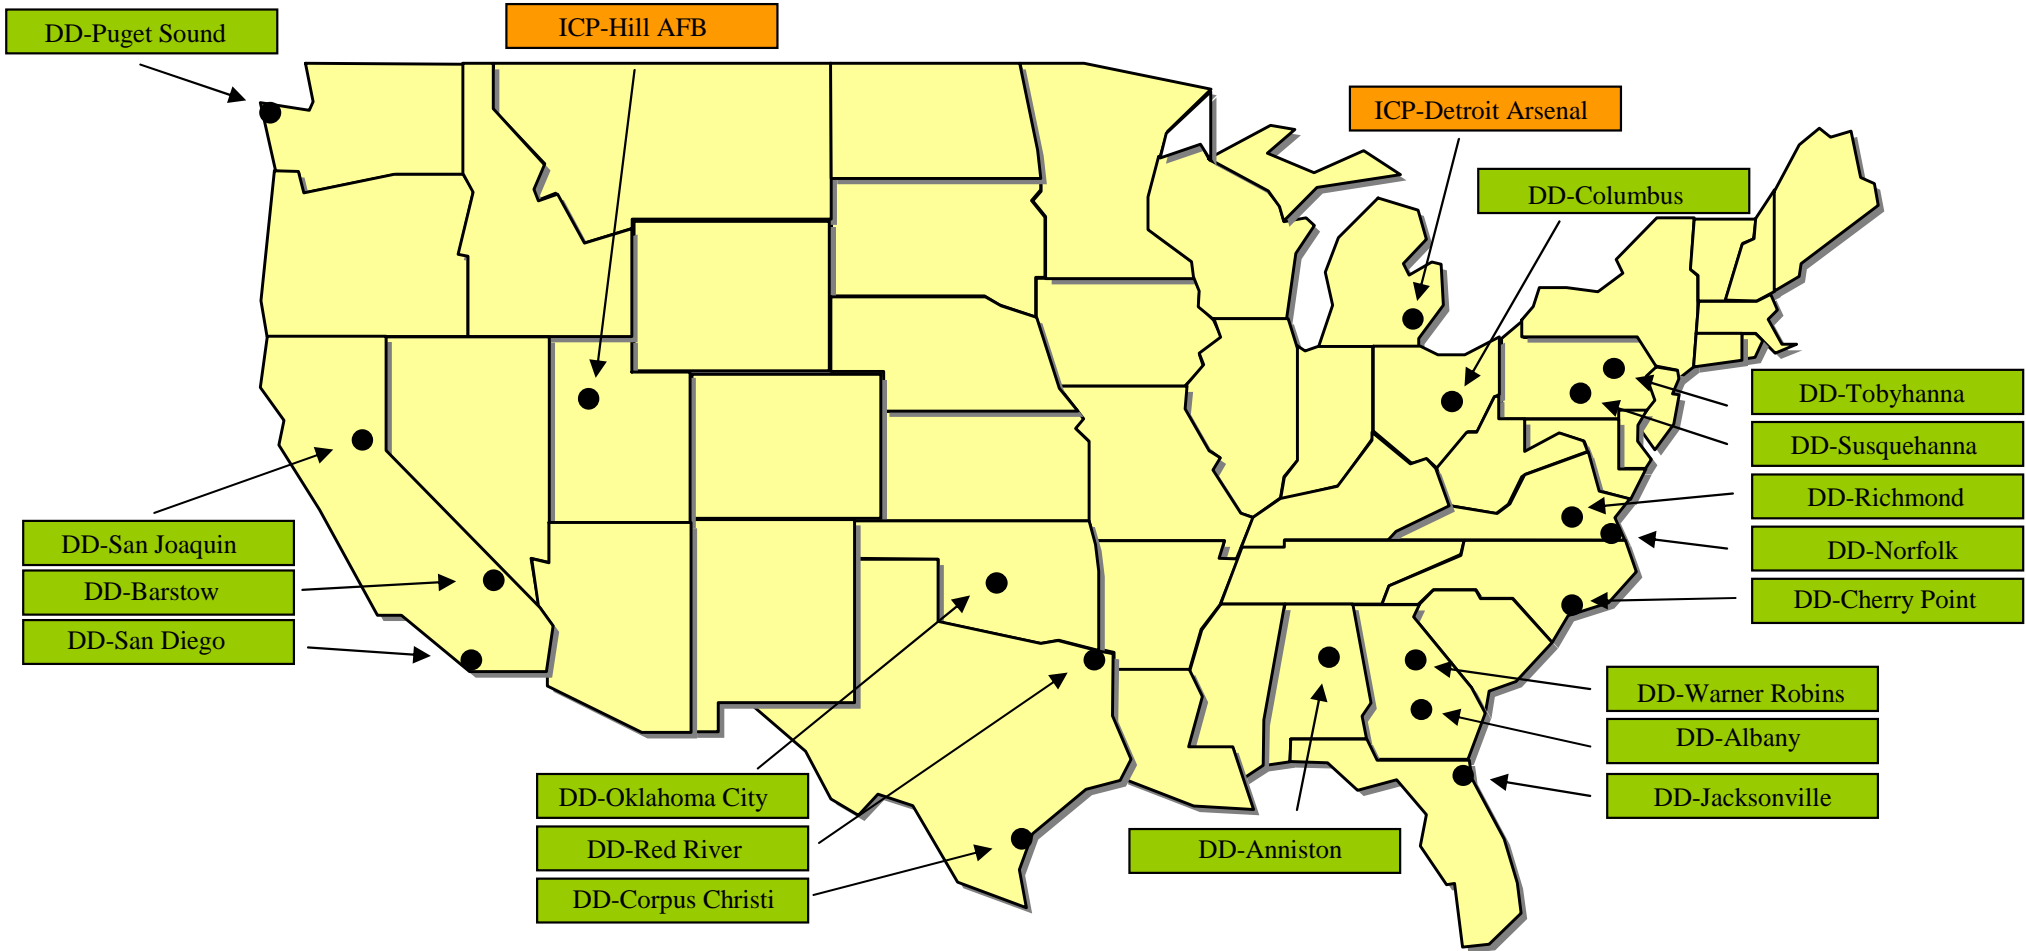 DD-Puget Sound
ICP-Hill AFB
ICP-Detroit Arsenal
DD-Columbus
DD-Tobyhanna
DD-Susquehanna
DD-Richmond
DD-Norfolk
DD-Cherry Point
DD-San Joaquin
DD-Barstow
DD-San Diego
DD-Warner Robins
DD-Albany
DD-Jacksonville
DD-Oklahoma City
DD-Red River
DD-Corpus Christi
DD-Anniston